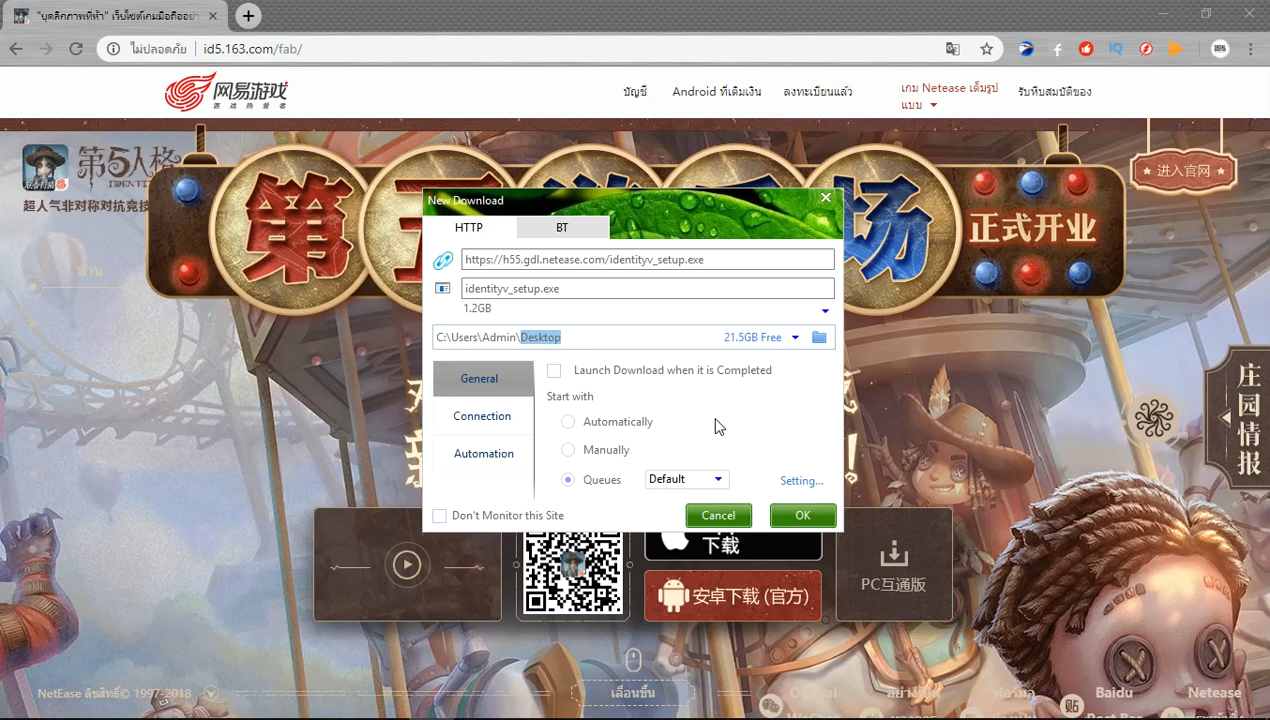 "บุคลิกภาพที่ห้า" เว็บไซต์เกมมือถืออย่า
ไม่ปลอดภัย id5.163.com/fab/
网易游戏
游戏热爱者
บัญชี
Android ที่เติมเงิน
ลงทะเบียนแล้ว
เกม Netease เต็มรูป
แบบ
รับหีบสมบัติของ
第5人格
超人气非对称对抗竞技
进入官网
正式开业
บ้าน
New Download
HTTP
BT
https://h55.gdl.netease.com/identityv_setup.exe
identityv_setup.exe
1.2GB
C:\Users\Admin\Desktop
21.5GB Free
General
Connection
Automation
Launch Download when it is Completed
Start with
Automatically
Manually
Queues
Default
Setting...
Don't Monitor this Site
Cancel
OK
庄园情报
下载
安卓下载 (官方)
PC互通版
NetEase ลิขสิทธิ์© 1997-2018
เลื่อนขึ้น
Baidu
Netease